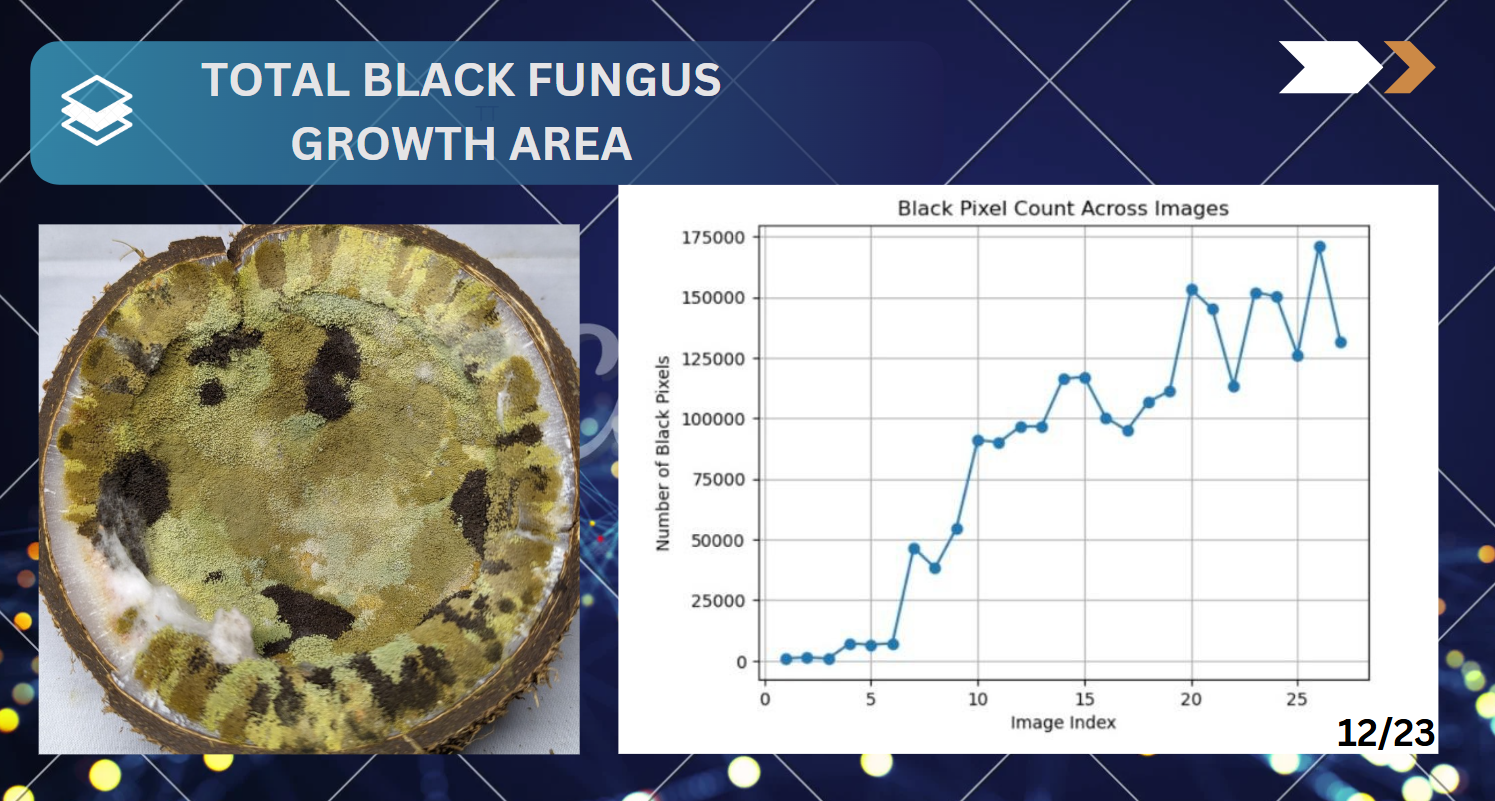 TOTAL BLACK FUNGUS
GROWTH AREA
TT
Black Pixel Count Across Images
175000
150000
125000
100000
75000
50000
25000
0
Number of Black Pixels
0 5 10 15 20 25
Image Index
12/23